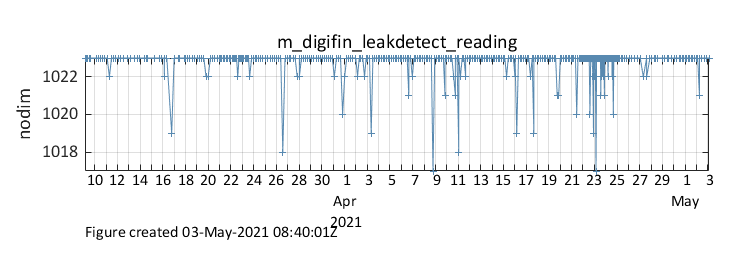 m_digifin_leakdetect_reading
nodim
1022
1020
1018
10 12 14 16 18 20 22 24 26 28 30 1 3 5 7 9 11 13 15 17 19 21 23 25 27 29 1 3
Apr May
2021
Figure created 03-May-2021 08:40:01Z